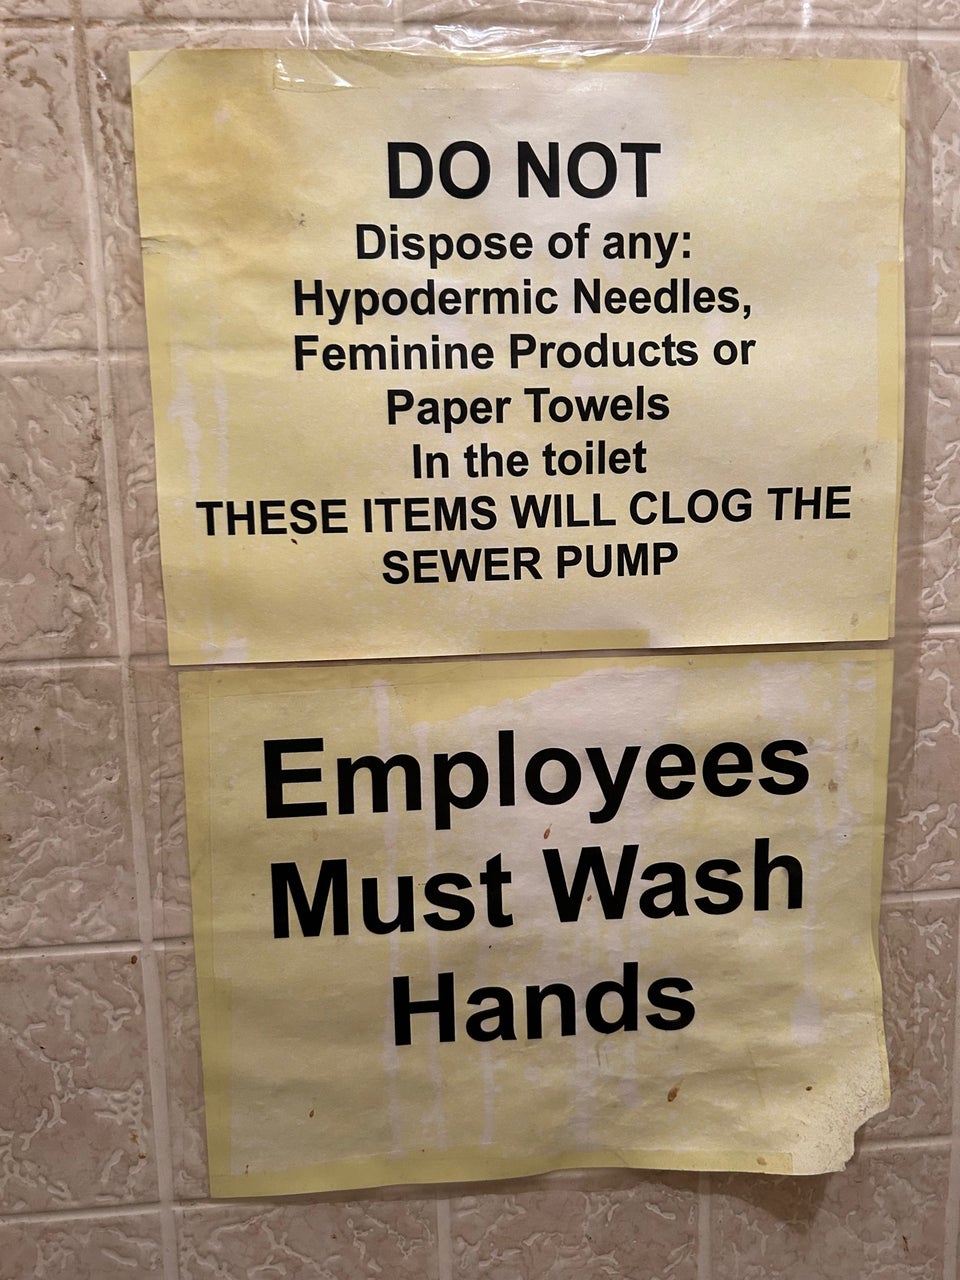 DO NOT
Dispose of any:
Hypodermic Needles,
Feminine Products or
Paper Towels
In the toilet
THESE ITEMS WILL CLOG THE
SEWER PUMP
Employees
Must Wash
Hands